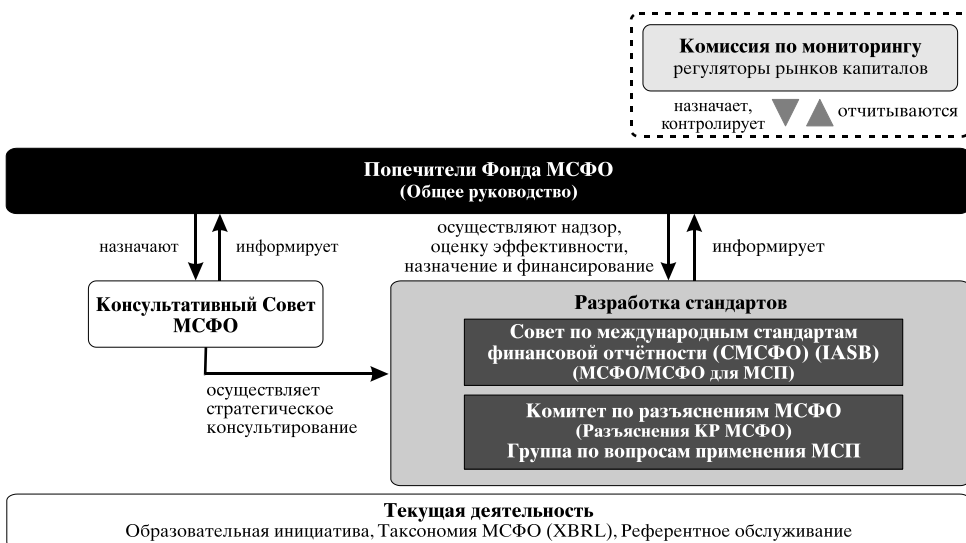 Комиссия по мониторингу
регуляторы рынков капиталов
назначает,
контролирует
отчитываются
Попечители Фонда МСФО
(Общее руководство)
назначают
информирует
осуществляют надзор,
оценку эффективности,
назначение и финансирование
информирует
Консультативный Совет
МСФО
осуществляет
стратегическое
консультирование
Разработка стандартов
Совет по международным стандартам
финансовой отчётности (СМСФО) (IASB)
(МСФО/МСФО для МСП)
Комитет по разъяснениям МСФО
(Разъяснения КР МСФО)
Группа по вопросам применения МСП
Текущая деятельность
Образовательная инициатива, Таксономия МСФО (XBRL), Референтное обслуживание